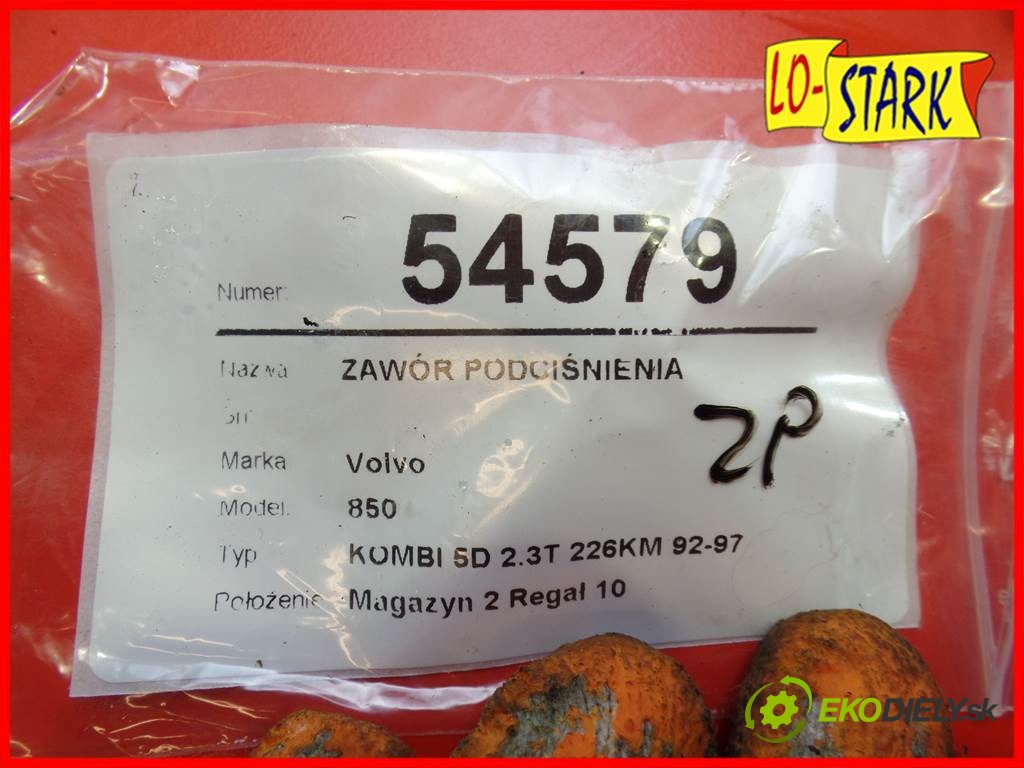 LO-STARK
Numer: 54579
Nazwa ZAWÓR PODCIŚNIENIA
ZP
Marka Volvo
Model: 850
Typ KOMBI 5D 2.3T 226KM 92-97
Położenie Magazyn 2 Regał 10
EKODIELY.sk